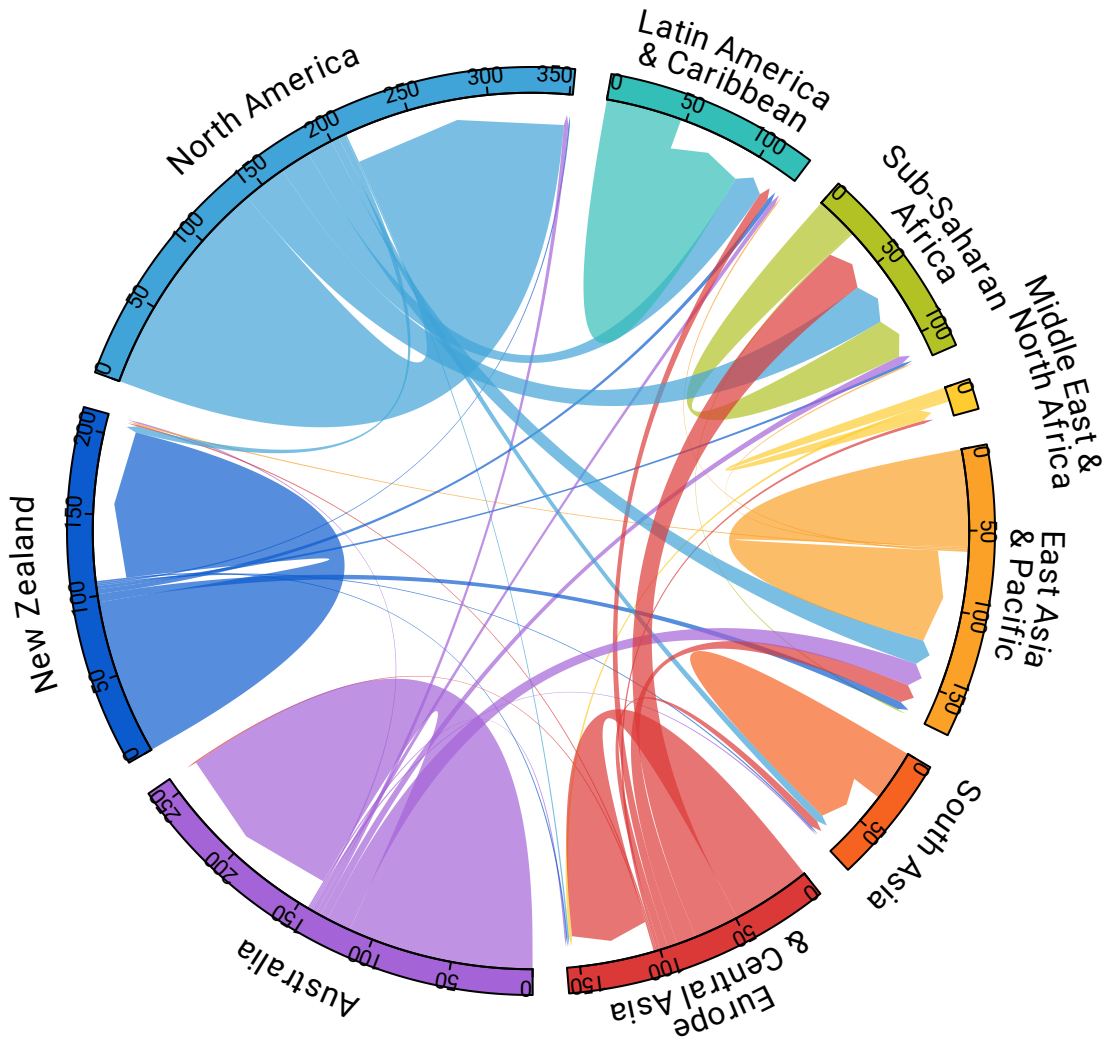 North America
0
50
100
150
200
250
300
350
Latin America
& Caribbean
0
50
100
Sub-Saharan
Africa
0
50
100
Middle East &
North Africa
0
East Asia
& Pacific
0
50
100
150
South Asia
0
50
Europe
& Central Asia
0
50
100
150
Australia
0
50
100
150
200
250
New Zealand
0
50
100
150
200